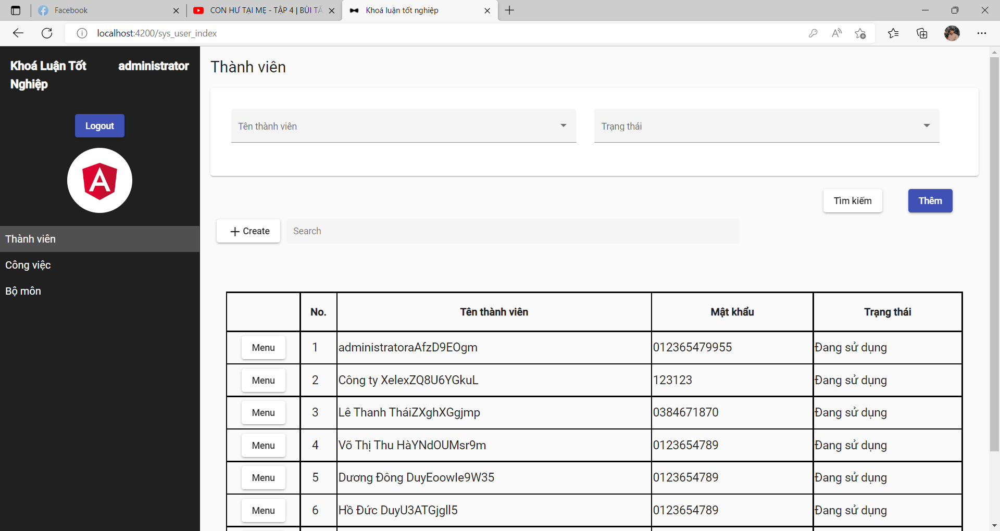 Facebook
CON HƯ TẠI MẸ - TẬP 4 | BÙI TẤ
Khoá luận tốt nghiệp
localhost:4200/sys_user_index
Khoá Luận Tốt Nghiệp
administrator
Logout
A
Thành viên
Công việc
Bộ môn
Thành viên
Tên thành viên
Trạng thái
Tìm kiếm
Thêm
+ Create
Search
No. Tên thành viên Mật khẩu Trạng thái
Menu 1 administratoraAfzD9EOgm 012365479955 Đang sử dụng
Menu 2 Công ty XelexZQ8U6YGkuL 123123 Đang sử dụng
Menu 3 Lê Thanh TháiZXghXGgjmp 0384671870 Đang sử dụng
Menu 4 Võ Thị Thu HàYNdOUMsr9m 0123654789 Đang sử dụng
Menu 5 Dương Đông DuyEoowIe9W35 0123654789 Đang sử dụng
Menu 6 Hồ Đức DuyU3ATGjgll5 0123654789 Đang sử dụng